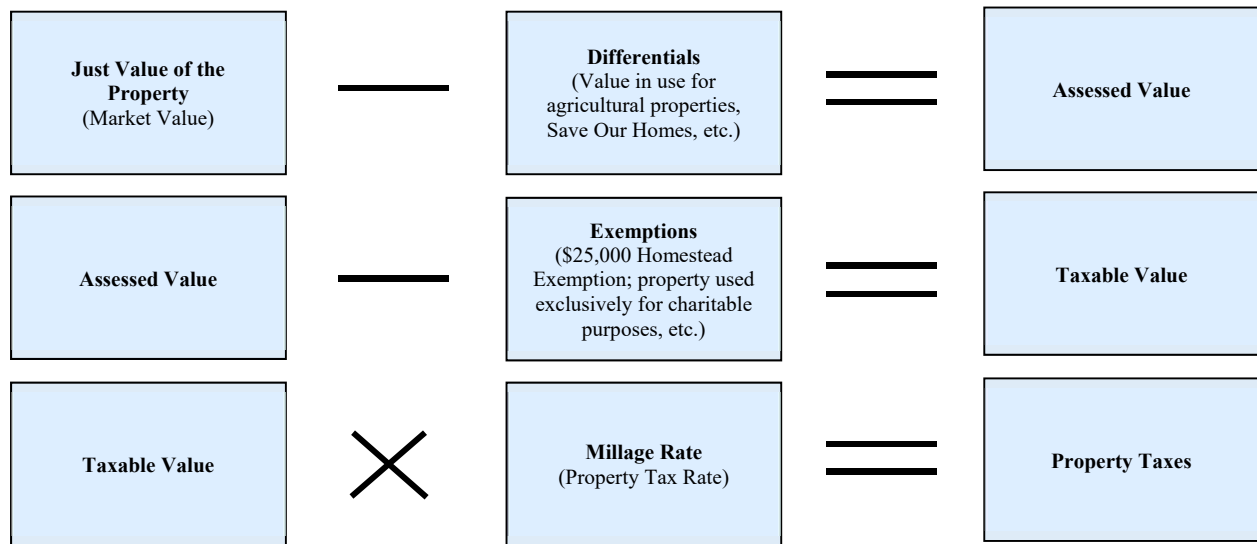 Just Value of the
Property
(Market Value)
Differentials
(Value in use for
agricultural properties,
Save Our Homes, etc.)
Assessed Value
Assessed Value
Exemptions
($25,000 Homestead
Exemption; property used
exclusively for charitable
purposes, etc.)
Taxable Value
Taxable Value
Millage Rate
(Property Tax Rate)
Property Taxes